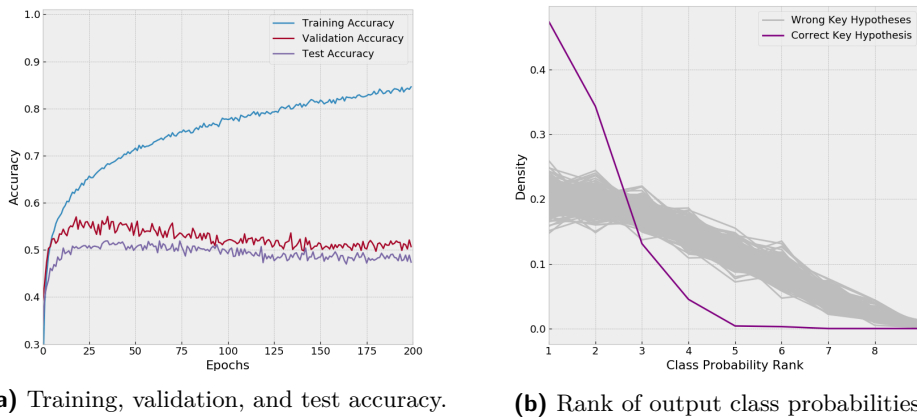 1.0
0.9
0.8
0.7
0.6
0.5
0.4
0.3
Accuracy
0 25 50 75 100 125 150 175 200
Epochs
Training Accuracy
Validation Accuracy
Test Accuracy
a) Training, validation, and test accuracy.
0.4
0.3
0.2
0.1
0.0
Density
1 2 3 4 5 6 7 8
Class Probability Rank
Wrong Key Hypotheses
Correct Key Hypothesis
(b) Rank of output class probabilities